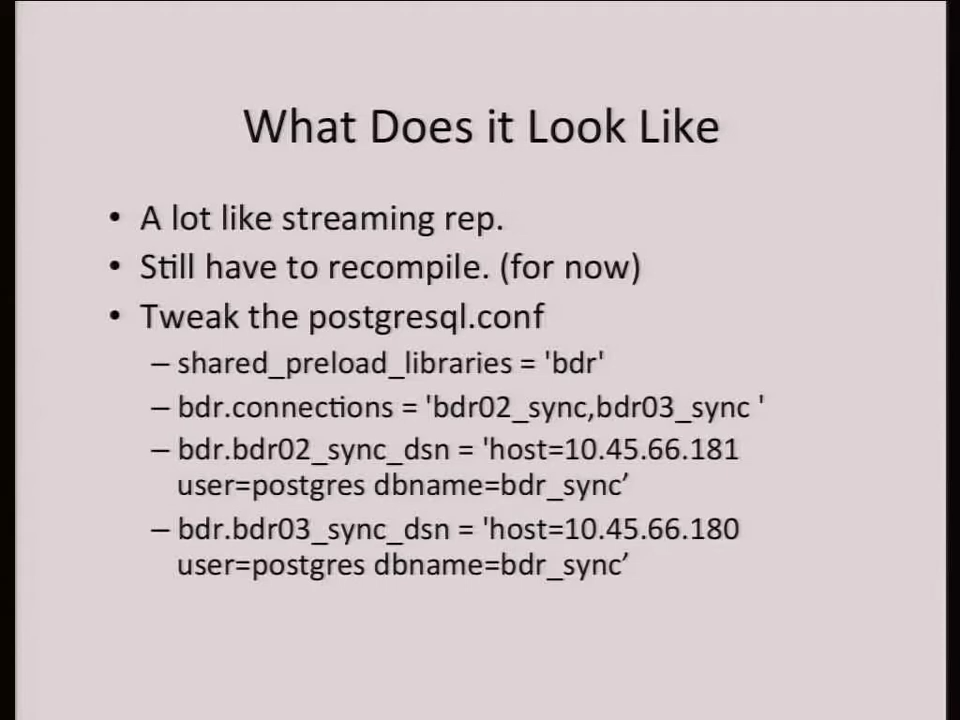 What Does it Look Like
• A lot like streaming rep.
• Still have to recompile. (for now)
• Tweak the postgresql.conf
– shared_preload_libraries = 'bdr'
– bdr.connections = 'bdr02_sync,bdr03_sync '
– bdr.bdr02_sync_dsn = 'host=10.45.66.181
user=postgres dbname=bdr_sync’
– bdr.bdr03_sync_dsn = 'host=10.45.66.180
user=postgres dbname=bdr_sync’